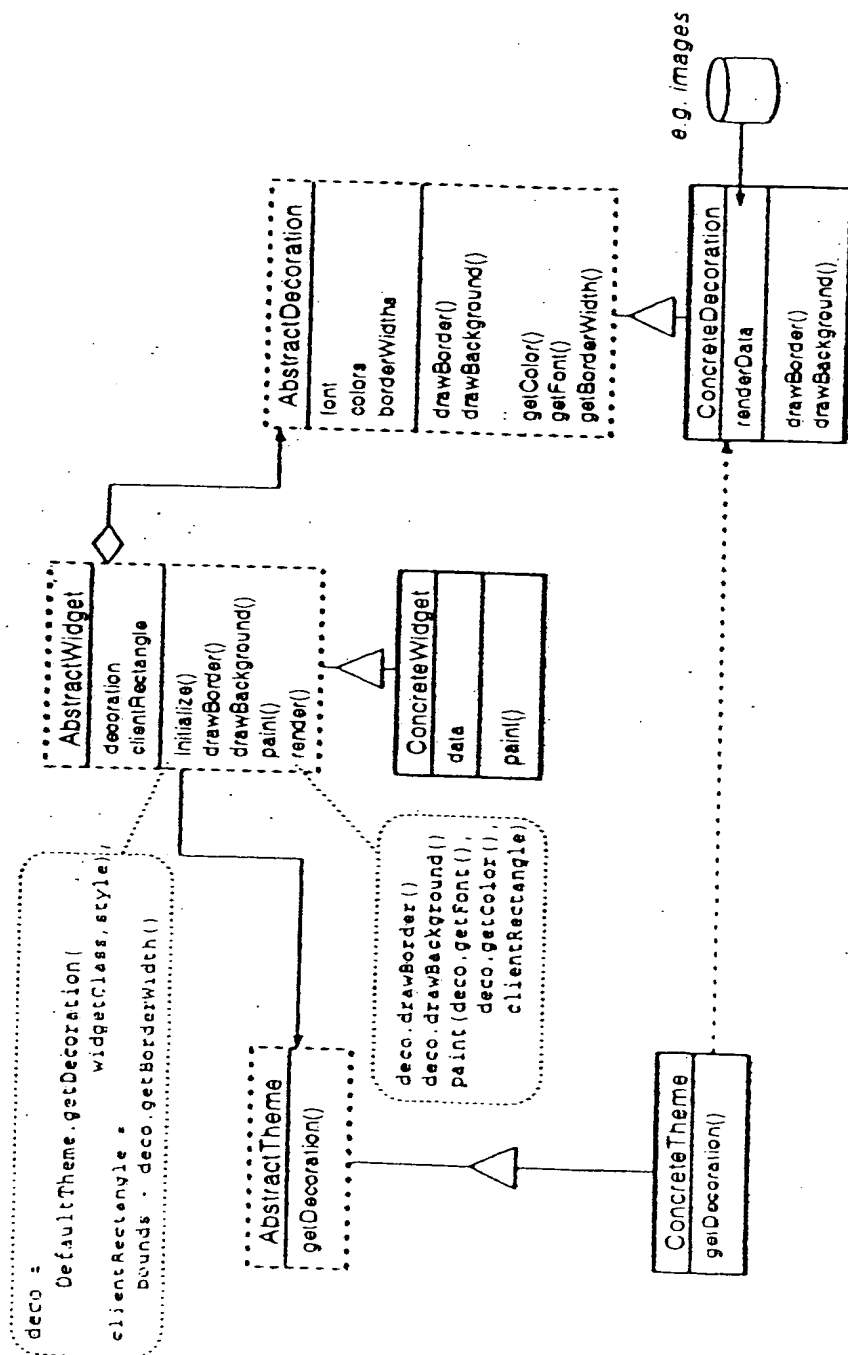 deco =
DefaultTheme.getDecoration(
widgetClass, style);
clientRectangle =
bounds - deco.getBorderWidth()
AbstractWidget
decoration
clientRectangle
Initialize()
drawBorder()
drawBackground()
paint()
render()
AbstractDecoration
font
colors
borderWidths
drawBorder()
drawBackground()
getColor()
getFont()
getBorderWidth()
AbstractTheme
getDecoration()
deco.drawBorder()
deco.drawBackground()
paint(deco.getFont(),
deco.getColor(),
clientRectangle)
ConcreteWidget
data
paint()
ConcreteTheme
getDecoration()
ConcreteDecoration
renderData
drawBorder()
drawBackground()
e.g. images